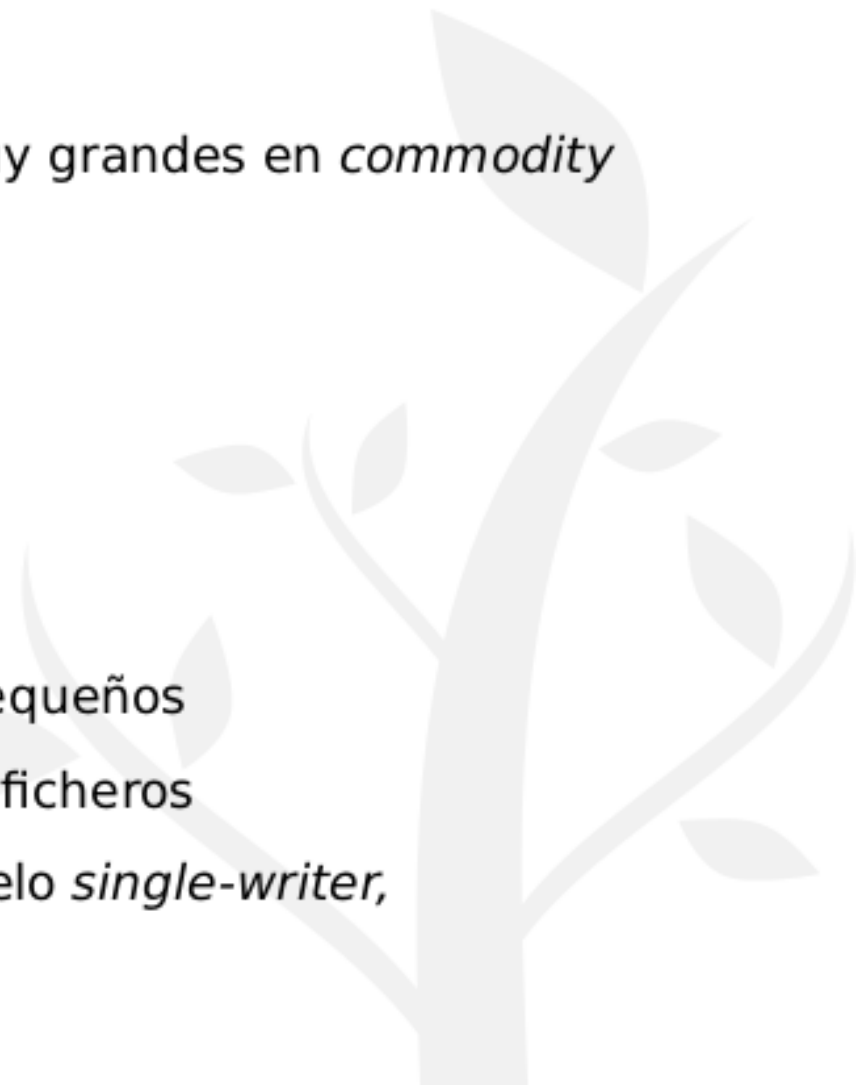 y grandes en commodity
equeños
ficheros
elo single-writer,